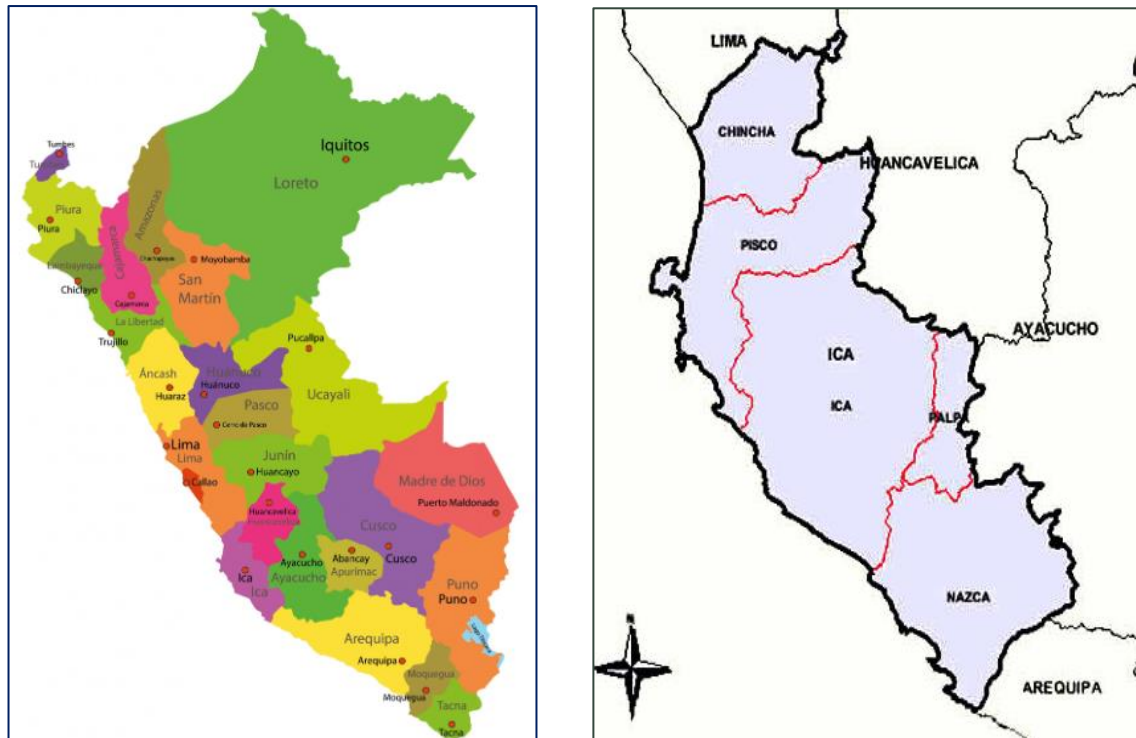 Iquitos
Loreto
Tumbes
Amazonas
Piura
Piura
Cajamarca
Lambayeque
Chachapoyas
Moyobamba
Chiclayo
San
Martín
Cajamarca
La Libertad
Trujillo
Pucallpa
Áncash
Huánuco
Huánuco
Huaraz
Ucayali
Pasco
Cerro de Pasco
Lima
Lima
Junín
Huancayo
Callao
Madre de Dios
Puerto Maldonado
Huancavelica
Huancavelica
Cusco
Cusco
Ayacucho
Ayacucho
Abancay
Apurímac
Ica
Ica
Puno
Puno
Arequipa
Arequipa
Moquegua
Moquegua
Tacna
Tacna
LIMA
CHINCHA
HUANCAVELICA
PISCO
AYACUCHO
ICA
ICA
PALPA
NAZCA
N
AREQUIPA